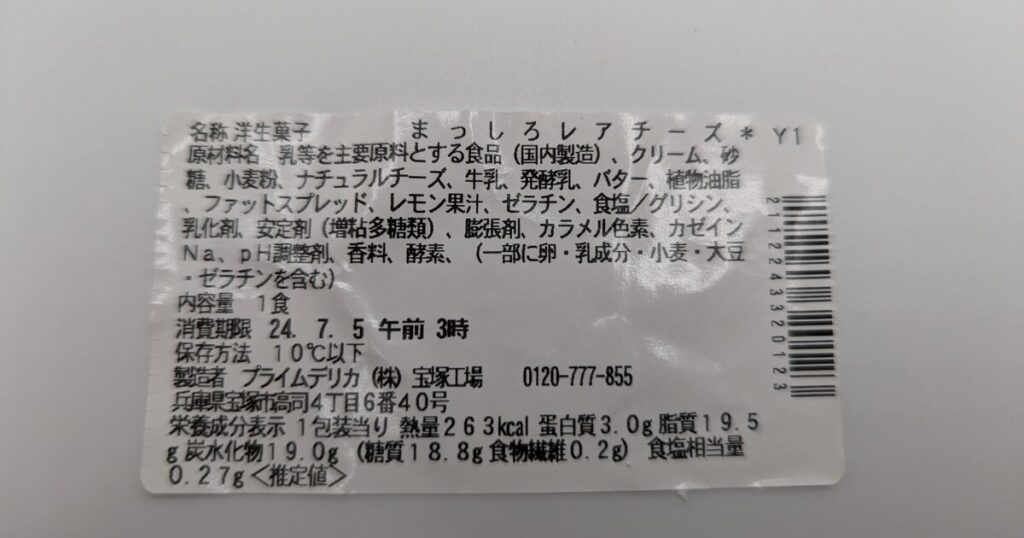 名称 洋生菓子 まっしろレアチーズ* Y1
原材料名 乳等を主要原料とする食品(国内製造)、クリーム、砂
糖、小麦粉、ナチュラルチーズ、牛乳、発酵乳、バター、植物油脂
、ファットスプレッド、レモン果汁、ゼラチン、食塩/グリシン、
乳化剤、安定剤(増粘多糖類)、膨張剤、カラメル色素、カゼイン
Na、pH調整剤、香料、酵素、(一部に卵・乳成分・小麦・大豆
・ゼラチンを含む)
内容量 1食
消費期限 24. 7. 5 午前 3時
保存方法 10℃以下
製造者 プライムデリカ(株)宝塚工場 0120-777-855
兵庫県宝塚市高司4丁目6番40号
栄養成分表示 1包装当り 熱量263kcal 蛋白質3.0g 脂質19.5
g 炭水化物19.0g (糖質18.8g 食物繊維0.2g) 食塩相当量
0.27g<推定値>
2112243320123